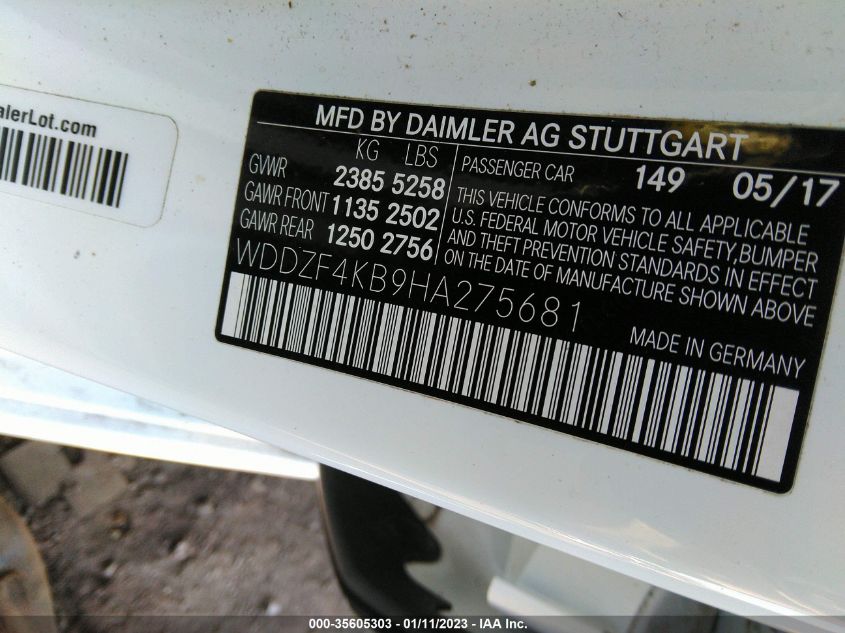 alerLot.com
MFD BY DAIMLER AG STUTTGART
KG LBS
GVWR 2385 5258
GAWR FRONT 1135 2502
GAWR REAR 1250 2756
PASSENGER CAR 149 05/17
THIS VEHICLE CONFORMS TO ALL APPLICABLE
U.S. FEDERAL MOTOR VEHICLE SAFETY, BUMPER
AND THEFT PREVENTION STANDARDS IN EFFECT
ON THE DATE OF MANUFACTURE SHOWN ABOVE
WDDZF4KB9HA275681
MADE IN GERMANY
000-35605303 - 01/11/2023 - IAA Inc.